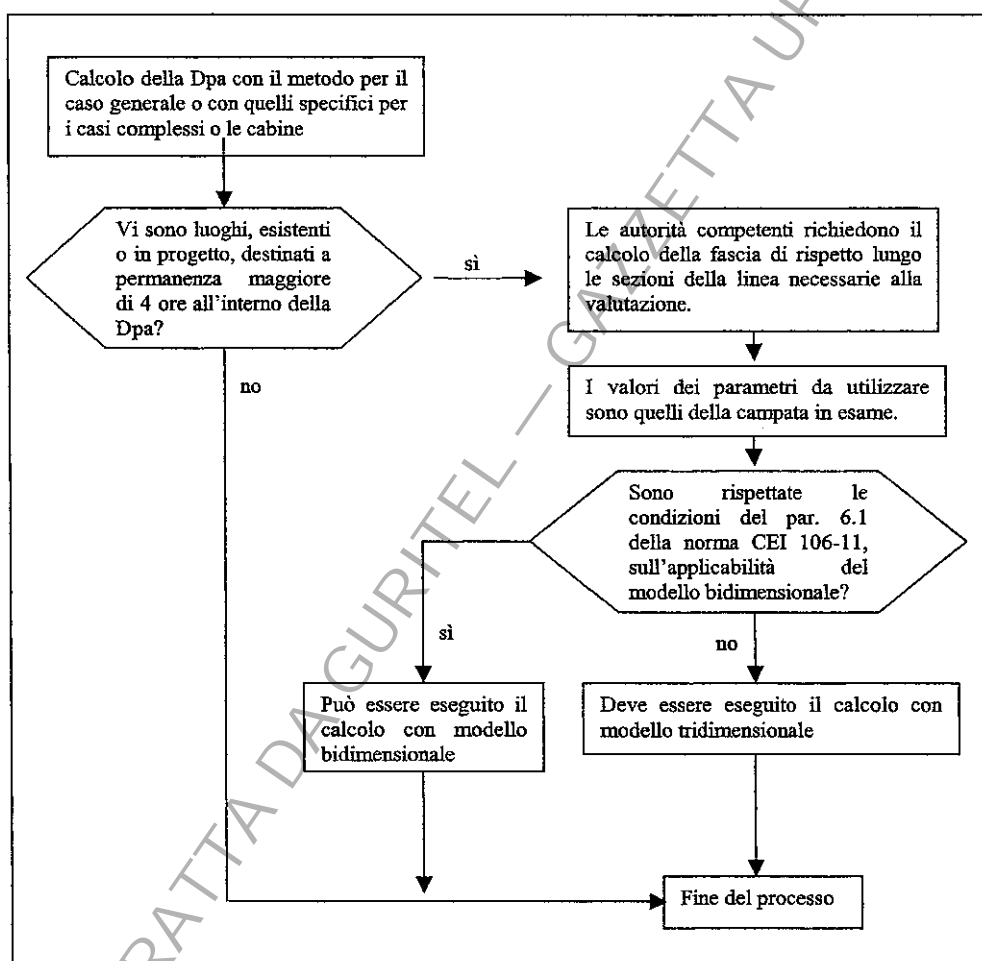 Calcolo della Dpa con il metodo per il
caso generale o con quelli specifici per
i casi complessi o le cabine
Vi sono luoghi, esistenti
o in progetto, destinati a
permanenza maggiore
di 4 ore all'interno della
Dpa?
sì
no
Le autorità competenti richiedono il
calcolo della fascia di rispetto lungo
le sezioni della linea necessarie alla
valutazione.
I valori dei parametri da utilizzare
sono quelli della campata in esame.
Sono rispettate le
condizioni del par. 6.1
della norma CEI 106-11,
sull'applicabilità del
modello bidimensionale?
sì
no
Può essere eseguito il
calcolo con modello
bidimensionale
Deve essere eseguito il calcolo con
modello tridimensionale
Fine del processo
RATTA DA GURITEL — GAZZETTA